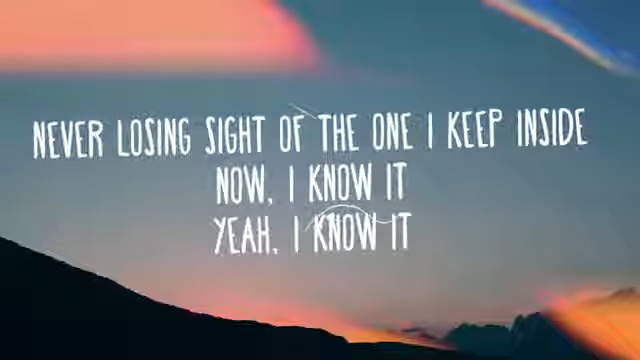 NEVER LOSING SIGHT OF THE ONE I KEEP INSIDE
NOW, I KNOW IT
YEAH, I KNOW IT